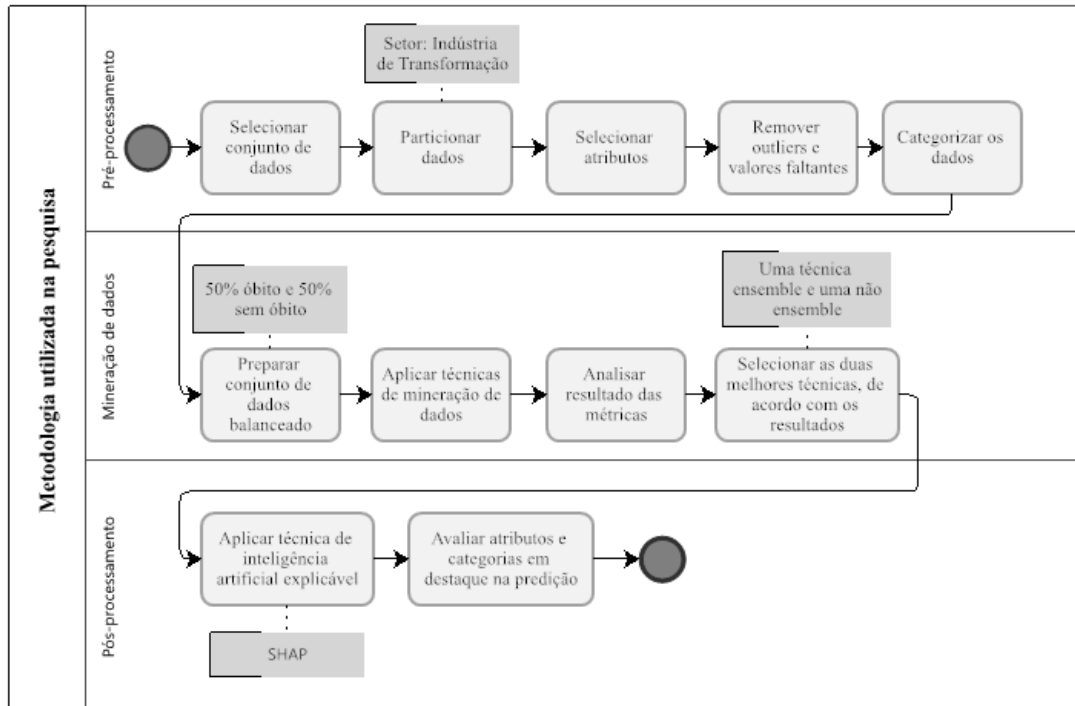 Metodologia utilizada na pesquisa
Pré-processamento
Setor: Indústria
de Transformação
Selecionar
conjunto de
dados
Particionar
dados
Selecionar
atributos
Remover
outliers e
valores faltantes
Categorizar os
dados
Mineração de dados
50% óbito e 50%
sem óbito
Uma técnica
ensemble e uma não
ensemble
Preparar
conjunto de
dados
balanceado
Aplicar técnicas
de mineração de
dados
Analisar
resultado das
métricas
Selecionar as duas
melhores técnicas, de
acordo com os
resultados
Pós-processamento
Aplicar técnica de
inteligência
artificial explicável
Avaliar atributos e
categorias em
destaque na predição
SHAP